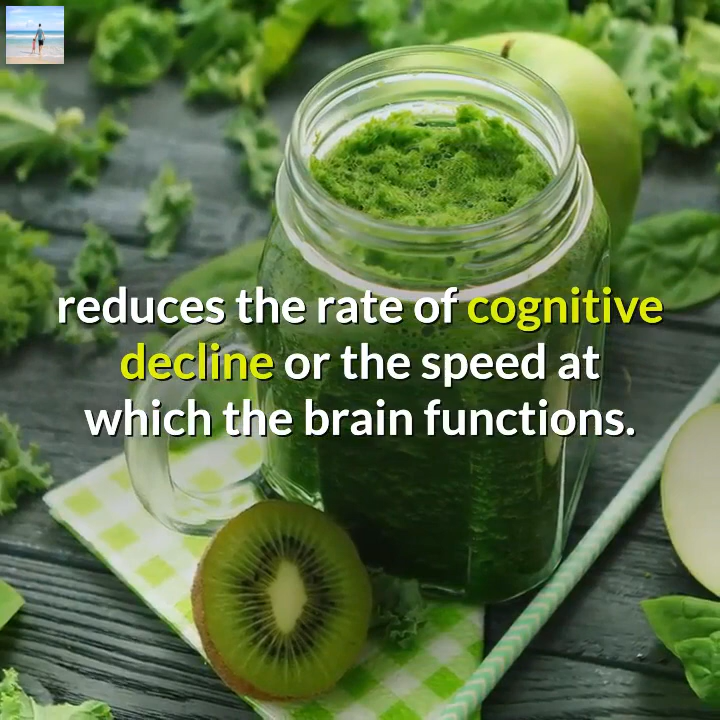 reduces the rate of cognitive
decline or the speed at
which the brain functions.